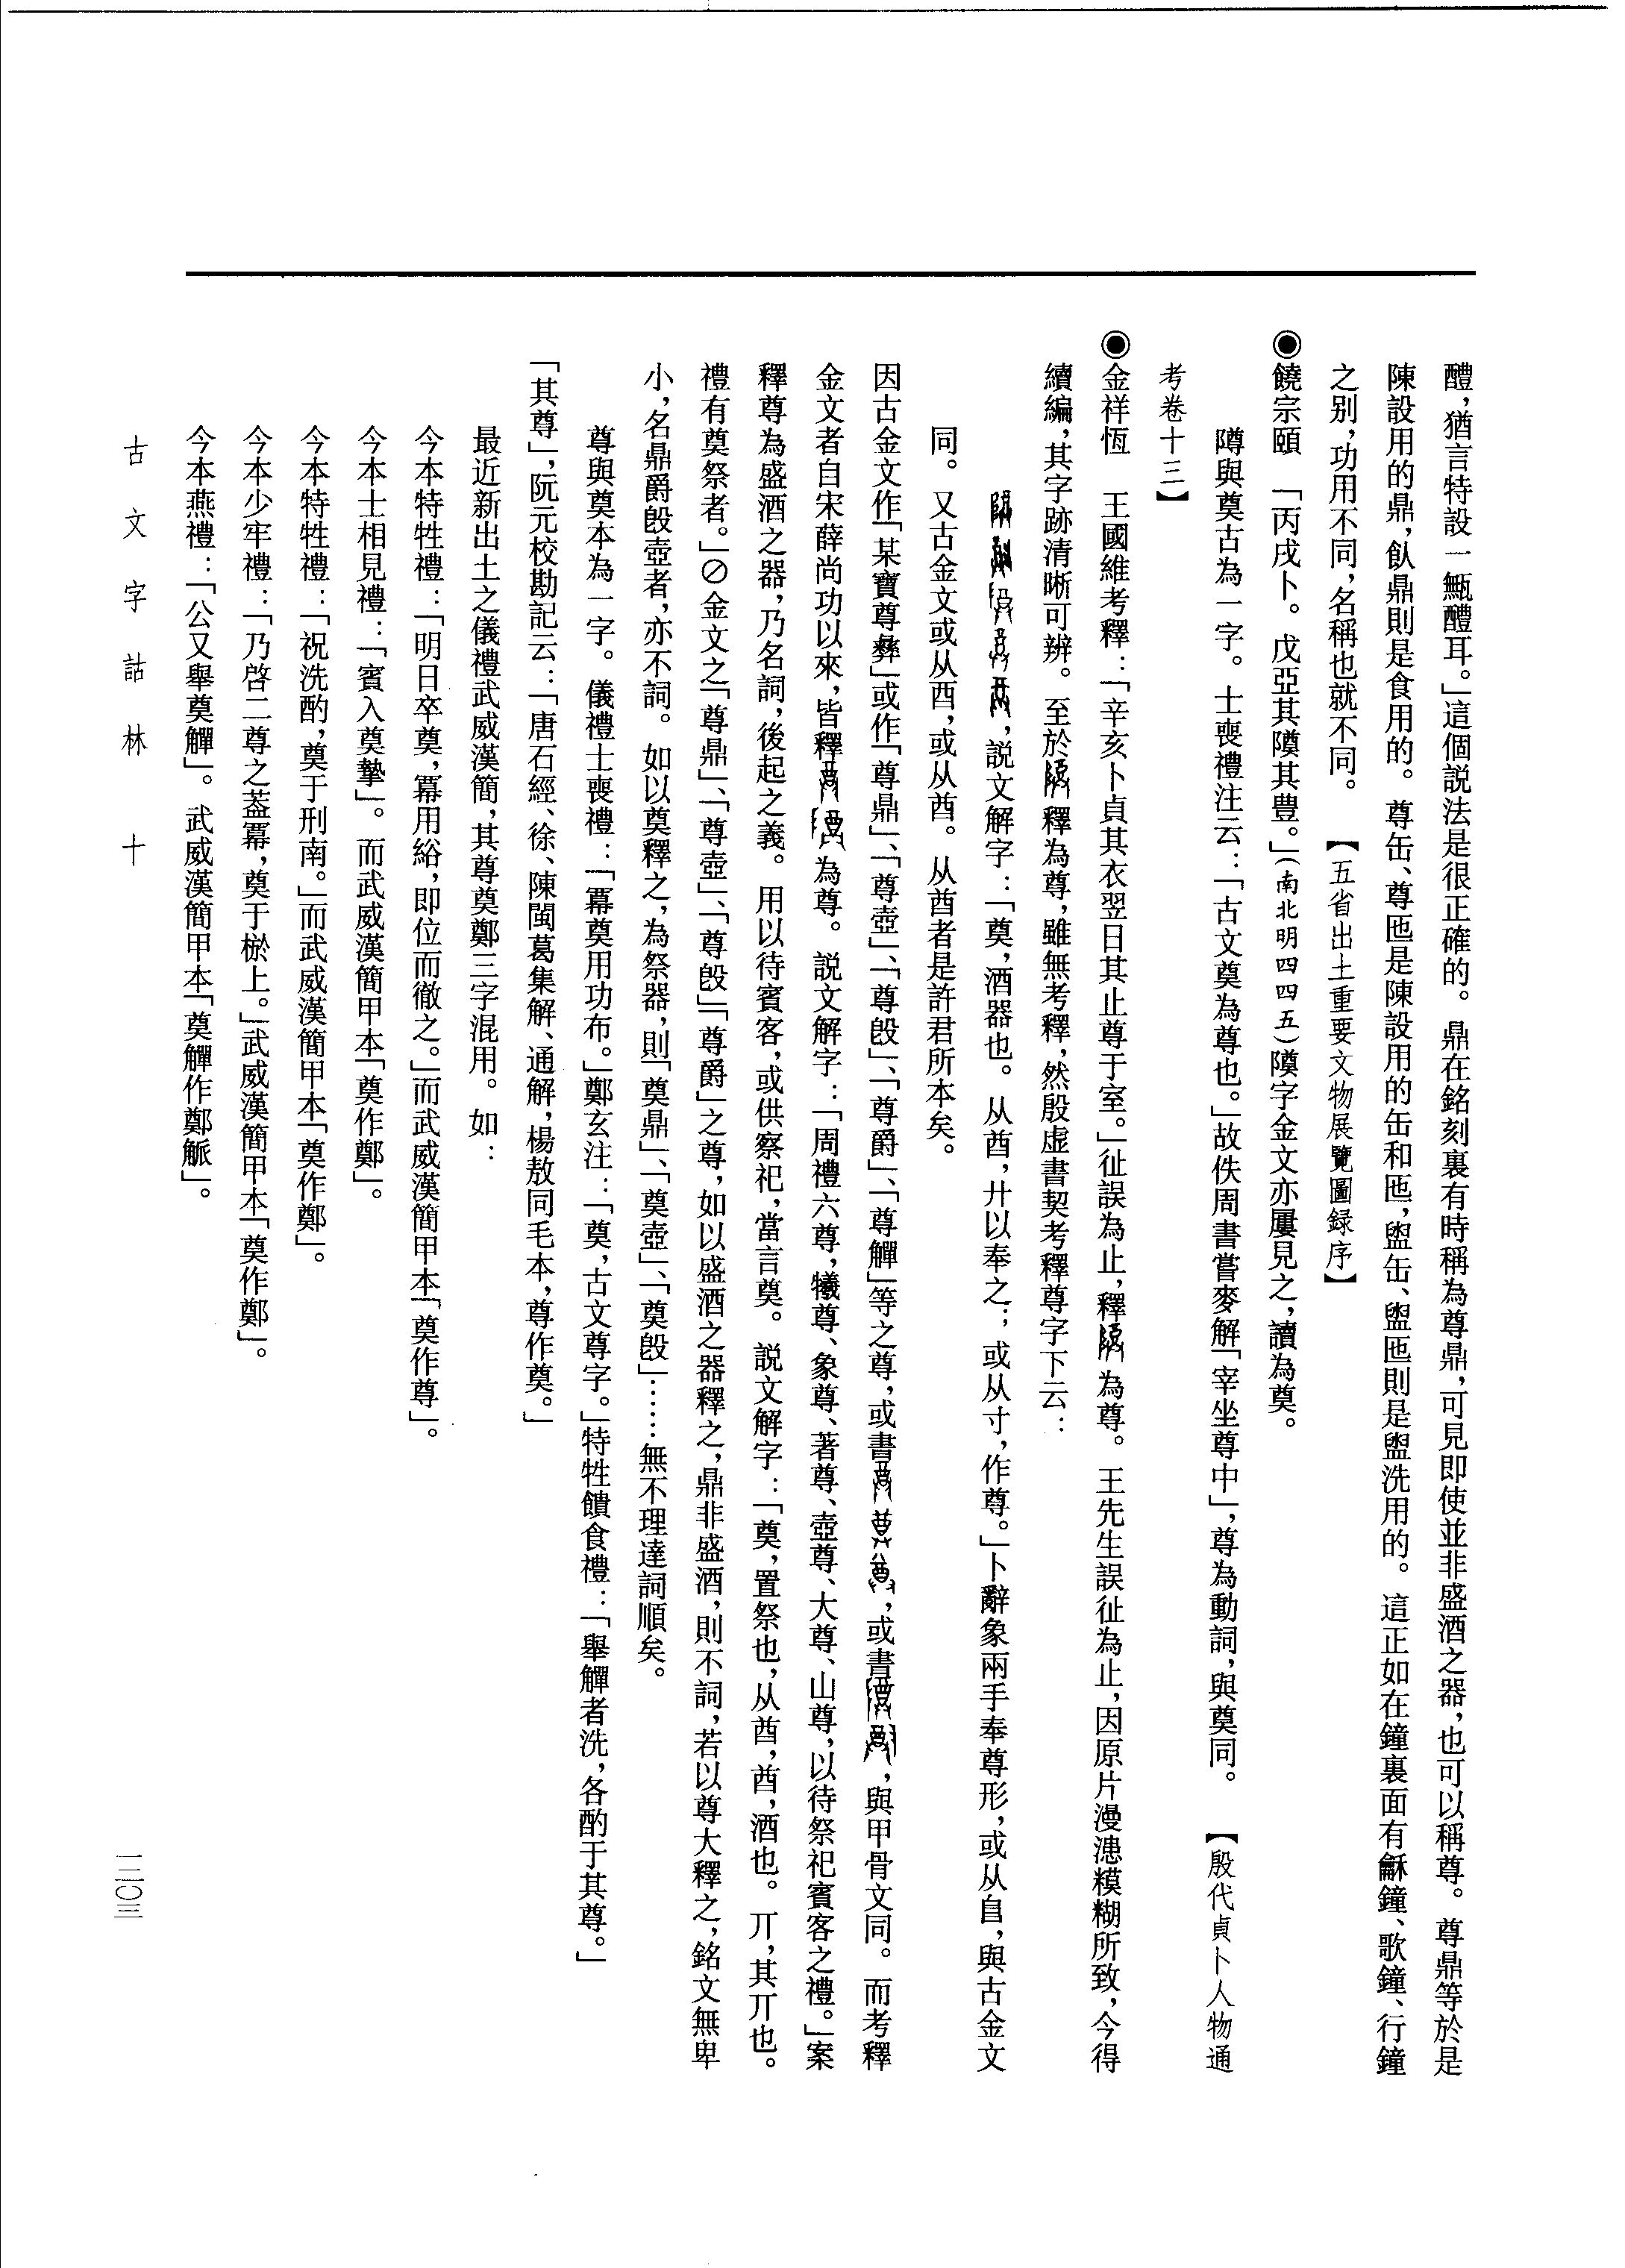 醴，猶言特設一甒醴耳。」這個説法是很正確的。鼎在銘刻裏有時稱為尊鼎，可見即使並非盛酒之器，也可以稱尊。尊鼎等於是
陳設用的鼎，飤鼎則是食用的。尊缶、尊匜是陳設用的缶和匜，盥缶、盥匜則是盥洗用的。這正如在鐘裏面有龢鐘、歌鐘、行鐘
之别，功用不同，名稱也就不同。　【五省出土重要文物展覽圖録序】
◉饒宗頤　「丙戌卜。戊亞其隫其豊。」（南北明四四五）隫字金文亦屢見之，讀為奠。
隫與奠古為一字。士喪禮注云：「古文奠為尊也。」故佚周書嘗麥解「宰坐尊中」，尊為動詞，與奠同。　【殷代貞卜人物通
考卷十三】
◉金祥恆　王國維考釋：「辛亥卜貞其衣翌日其止尊于室。」𢓊誤為止，釋為尊。王先生誤𢓊為止，因原片漫漶糢糊所致，今得
續編，其字跡清晰可辨。至於釋為尊，雖無考釋，然殷虚書契考釋尊字下云：
，説文解字：「奠，酒器也。从酋，廾以奉之；或从寸，作尊。」卜辭象兩手奉尊形，或从𨸏，與古金文
同。又古金文或从酉，或从酋。从酋者是許君所本矣。
因古金文作「某寶尊彝」或作「尊鼎」、「尊壺」、「尊𣪘」、「尊爵」、「尊觶」等之尊，或書，或書，與甲骨文同。而考釋
金文者自宋薛尚功以來，皆釋為尊。説文解字：「周禮六尊，犧尊、象尊、著尊、壺尊、大尊、山尊，以待祭祀賓客之禮。」案
釋尊為盛酒之器，乃名詞，後起之義。用以待賓客，或供察祀，當言奠。説文解字：「奠，置祭也，从酋，酋，酒也。丌，其丌也。
禮有奠祭者。」⊘金文之「尊鼎」、「尊壺」、「尊𣪘」「尊爵」之尊，如以盛酒之器釋之，鼎非盛酒，則不詞，若以尊大釋之，銘文無卑
小，名鼎爵𣪘壺者，亦不詞。如以奠釋之，為祭器，則「奠鼎」、「奠壺」、「奠𣪘」……無不理達詞順矣。
尊與奠本為一字。儀禮士喪禮：「冪奠用功布。」鄭玄注：「奠，古文尊字。」特牲饋食禮：「舉觶者洗，各酌于其尊。」
「其尊」，阮元校勘記云：「唐石經、徐、陳閩葛集解、通解，楊敖同毛本，尊作奠。」
最近新出土之儀禮武威漢簡，其尊奠鄭三字混用。如：
今本特牲禮：「明日卒奠，幂用綌，即位而徹之。」而武威漢簡甲本「奠作尊」。
今本士相見禮：「賓入奠摯」。而武威漢簡甲本「奠作鄭」。
今本特牲禮：「祝洗酌，奠于刑南。」而武威漢簡甲本「奠作鄭」。
今本少牢禮：「乃啓二尊之蓋冪，奠于棜上。」武威漢簡甲本「奠作鄭」。
今本燕禮：「公又舉奠觶」。武威漢簡甲本「奠觶作鄭觚」。
古文字詁林　十
一二〇三